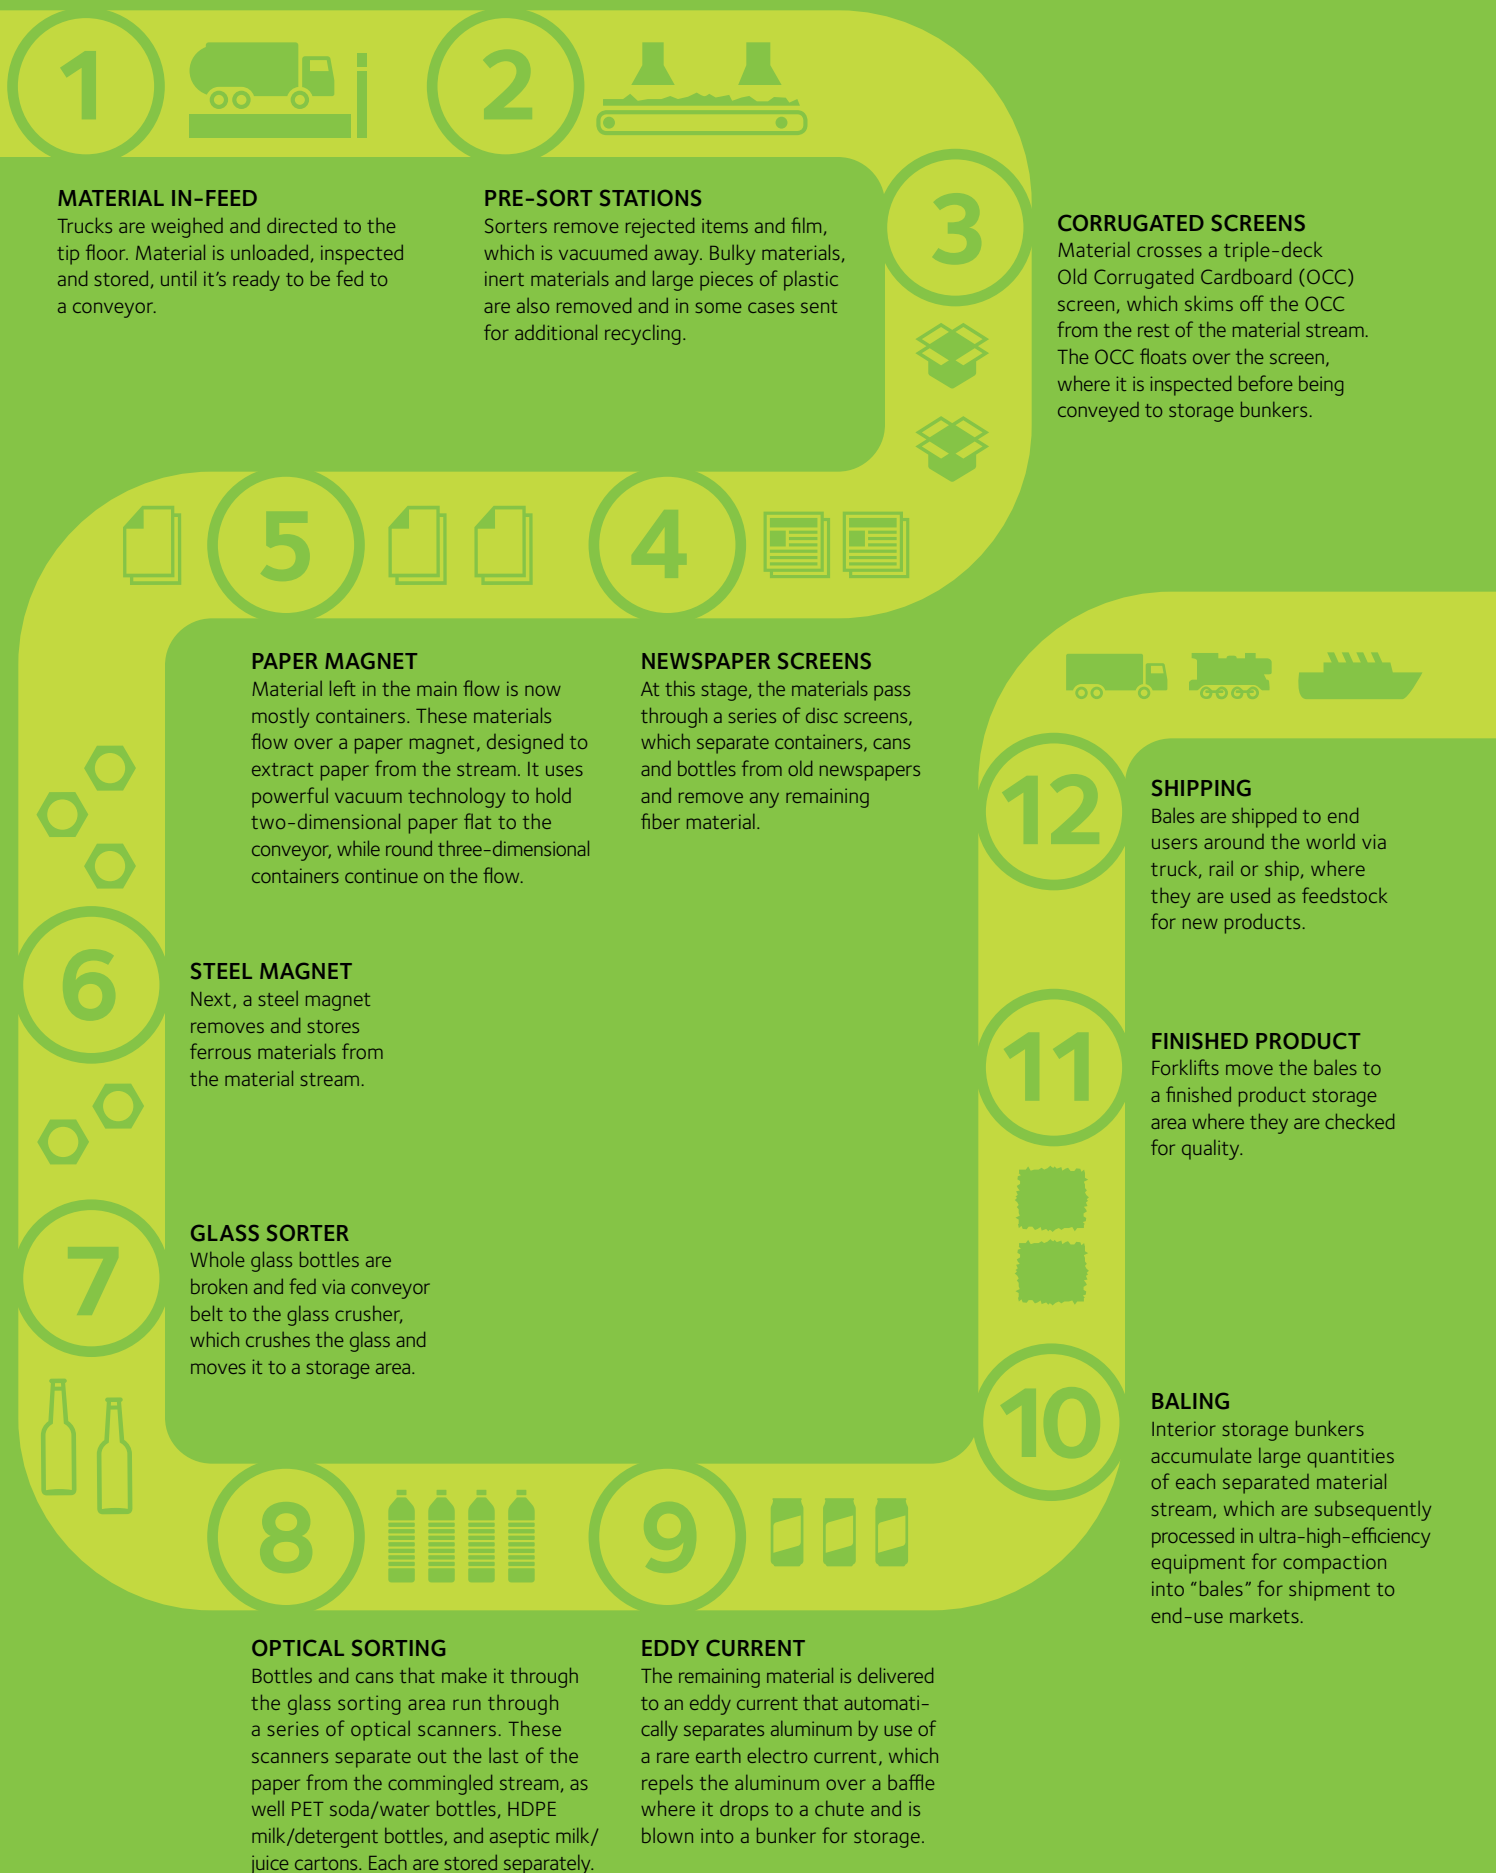 1
MATERIAL IN-FEED
Trucks are weighed and directed to the
tip floor. Material is unloaded, inspected
and stored, until it's ready to be fed to
a conveyor.
2
PRE-SORT STATIONS
Sorters remove rejected items and film,
which is vacuumed away. Bulky materials,
inert materials and large pieces of plastic
are also removed and in some cases sent
for additional recycling.
3
CORRUGATED SCREENS
Material crosses a triple-deck
Old Corrugated Cardboard (OCC)
screen, which skims off the OCC
from the rest of the material stream.
The OCC floats over the screen,
where it is inspected before being
conveyed to storage bunkers.
4
NEWSPAPER SCREENS
At this stage, the materials pass
through a series of disc screens,
which separate containers, cans
and bottles from old newspapers
and remove any remaining
fiber material.
5
PAPER MAGNET
Material left in the main flow is now
mostly containers. These materials
flow over a paper magnet, designed to
extract paper from the stream. It uses
powerful vacuum technology to hold
two-dimensional paper flat to the
conveyor, while round three-dimensional
containers continue on the flow.
6
STEEL MAGNET
Next, a steel magnet
removes and stores
ferrous materials from
the material stream.
7
GLASS SORTER
Whole glass bottles are
broken and fed via conveyor
belt to the glass crusher,
which crushes the glass and
moves it to a storage area.
8
OPTICAL SORTING
Bottles and cans that make it through
the glass sorting area run through
a series of optical scanners. These
scanners separate out the last of the
paper from the commingled stream, as
well PET soda/water bottles, HDPE
milk/detergent bottles, and aseptic milk/
juice cartons. Each are stored separately.
9
EDDY CURRENT
The remaining material is delivered
to an eddy current that automati-
cally separates aluminum by use of
a rare earth electro current, which
repels the aluminum over a baffle
where it drops to a chute and is
blown into a bunker for storage.
10
BALING
Interior storage bunkers
accumulate large quantities
of each separated material
stream, which are subsequently
processed in ultra-high-efficiency
equipment for compaction
into “bales” for shipment to
end-use markets.
11
FINISHED PRODUCT
Forklifts move the bales to
a finished product storage
area where they are checked
for quality.
12
SHIPPING
Bales are shipped to end
users around the world via
truck, rail or ship, where
they are used as feedstock
for new products.